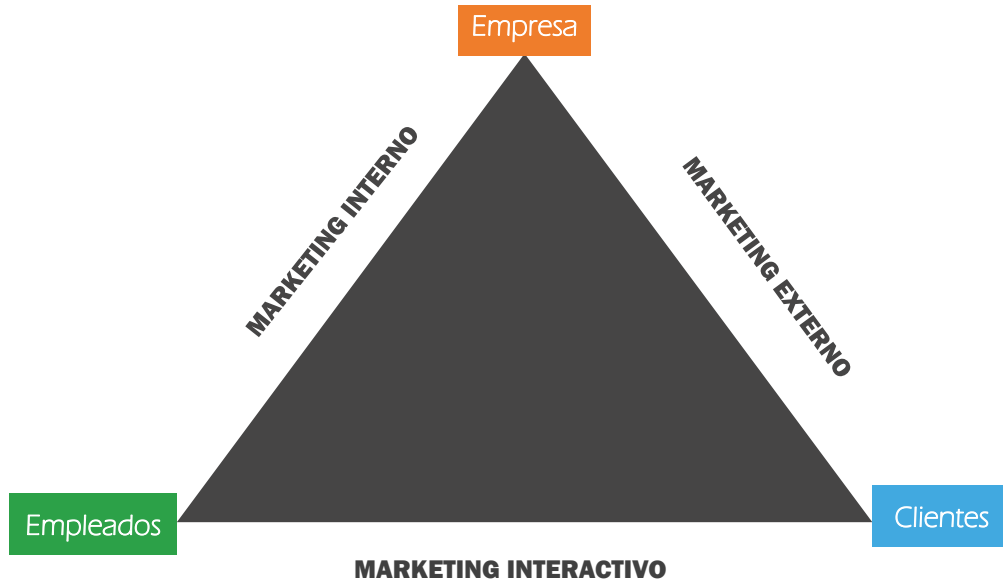 Empresa
MARKETING INTERNO
MARKETING EXTERNO
Empleados
Clientes
MARKETING INTERACTIVO